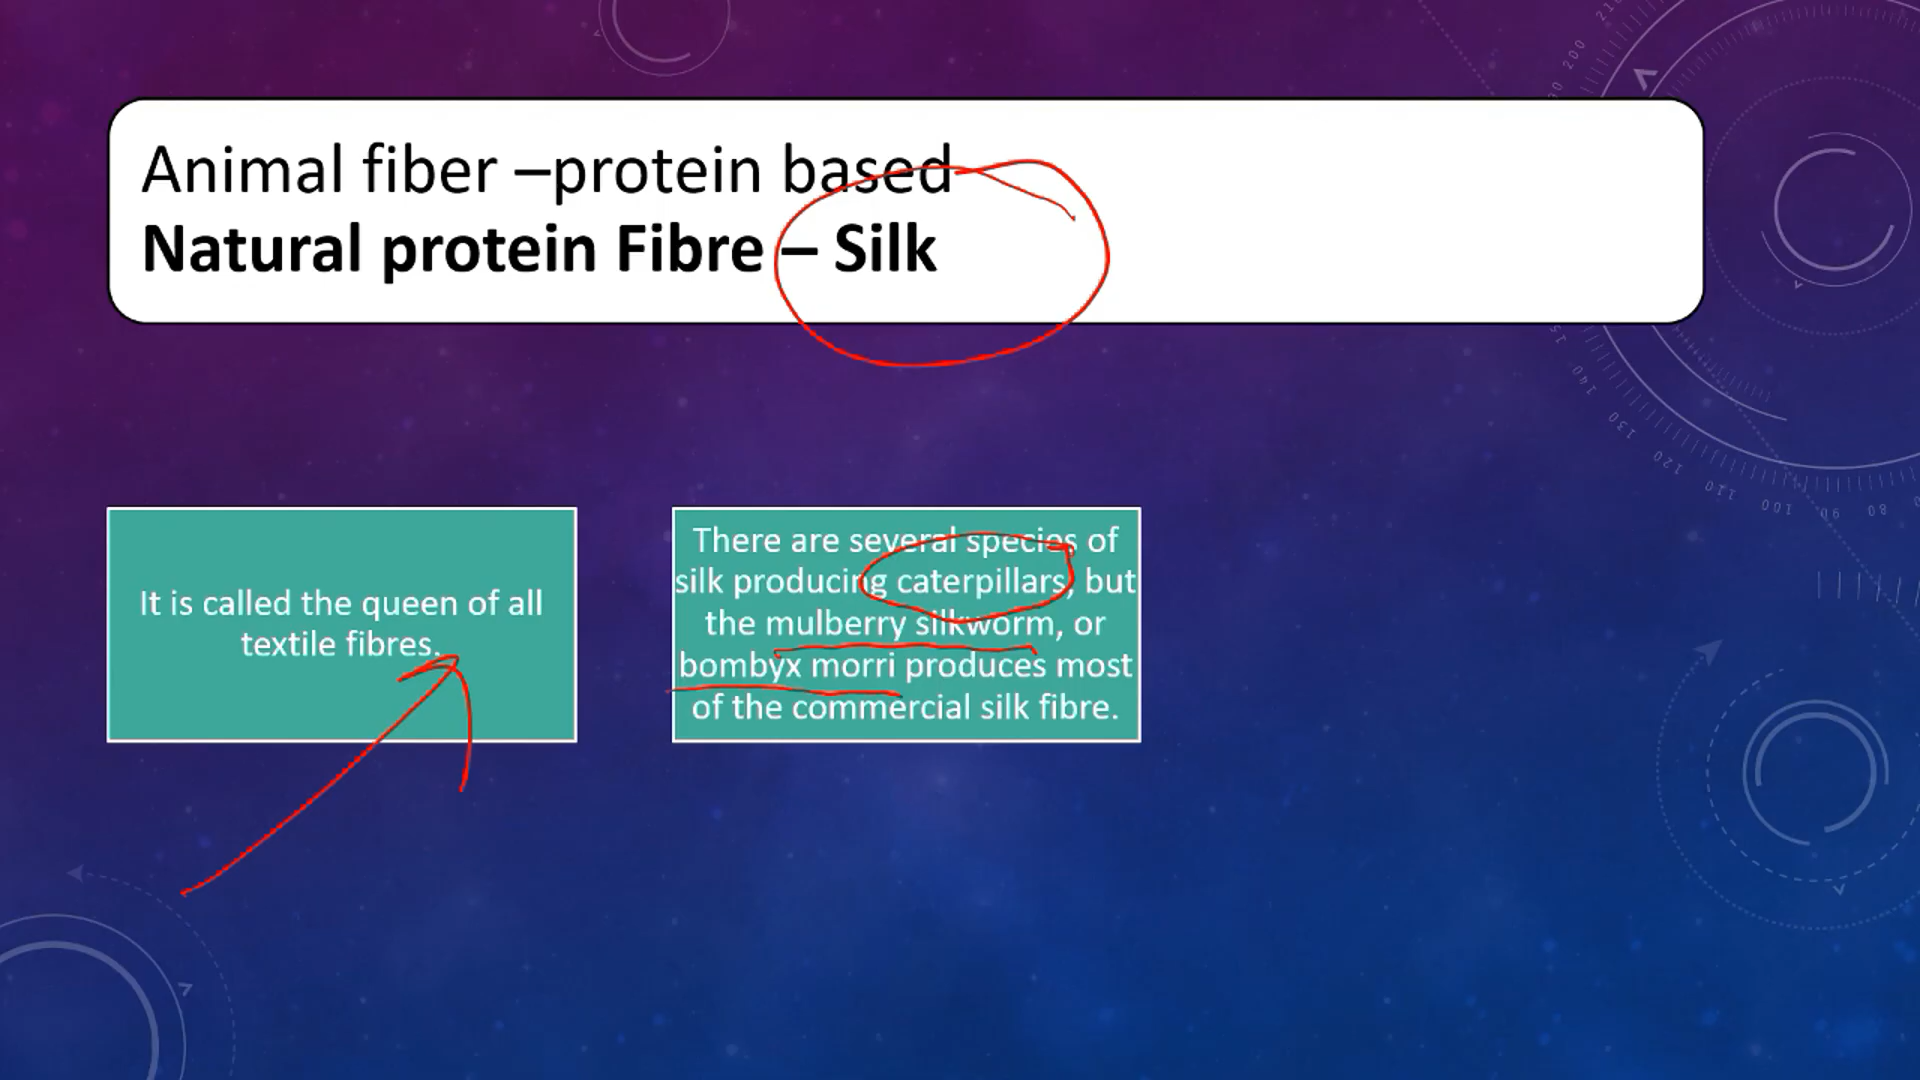 Animal fiber –protein based
Natural protein Fibre – Silk
It is called the queen of all
textile fibres.
There are several species of
silk producing caterpillars, but
the mulberry silkworm, or
bombyx morri produces most
of the commercial silk fibre.